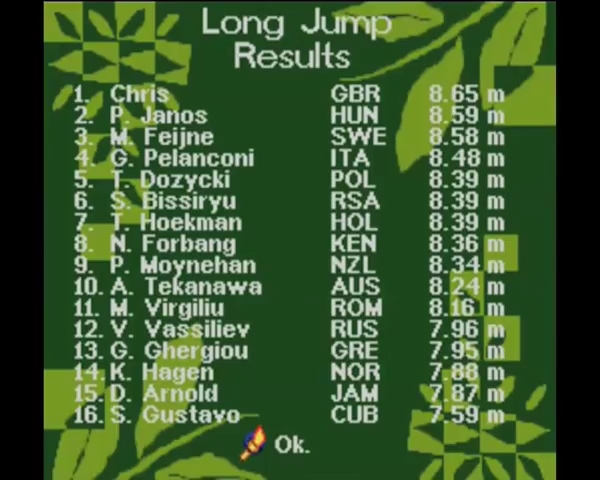 Long Jump
Results
1. Chris GBR 8.65 m
2. P. Janos HUN 8.59 m
3. M. Feijne SWE 8.58 m
4. G. Pelanconi ITA 8.48 m
5. T. Dozycki POL 8.39 m
6. S. Bissiryu RSA 8.39 m
7. T. Hoekman HOL 8.39 m
8. N. Forbang KEN 8.36 m
9. P. Moynehan NZL 8.34 m
10. A. Tekanawa AUS 8.24 m
11. M. Virgiliu ROM 8.16 m
12. V. Vassiliev RUS 7.96 m
13. G. Ghergiou GRE 7.95 m
14. K. Hagen NOR 7.88 m
15. D. Arnold JAM 7.87 m
16. S. Gustavo CUB 7.59 m
Ok.